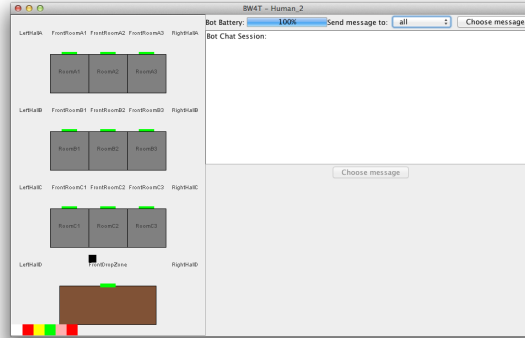 BW4T - Human_2
Bot Battery: 100% Send message to: all Choose message
Bot Chat Session:
LeftHallA FrontRoomA1 FrontRoomA2 FrontRoomA3 RightHallA
RoomA1 RoomA2 RoomA3
LeftHallB FrontRoomB1 FrontRoomB2 FrontRoomB3 RightHallB
RoomB1 RoomB2 RoomB3
Choose message
LeftHallC FrontRoomC1 FrontRoomC2 FrontRoomC3 RightHallC
RoomC1 RoomC2 RoomC3
LeftHallD FrontDropZone RightHallD